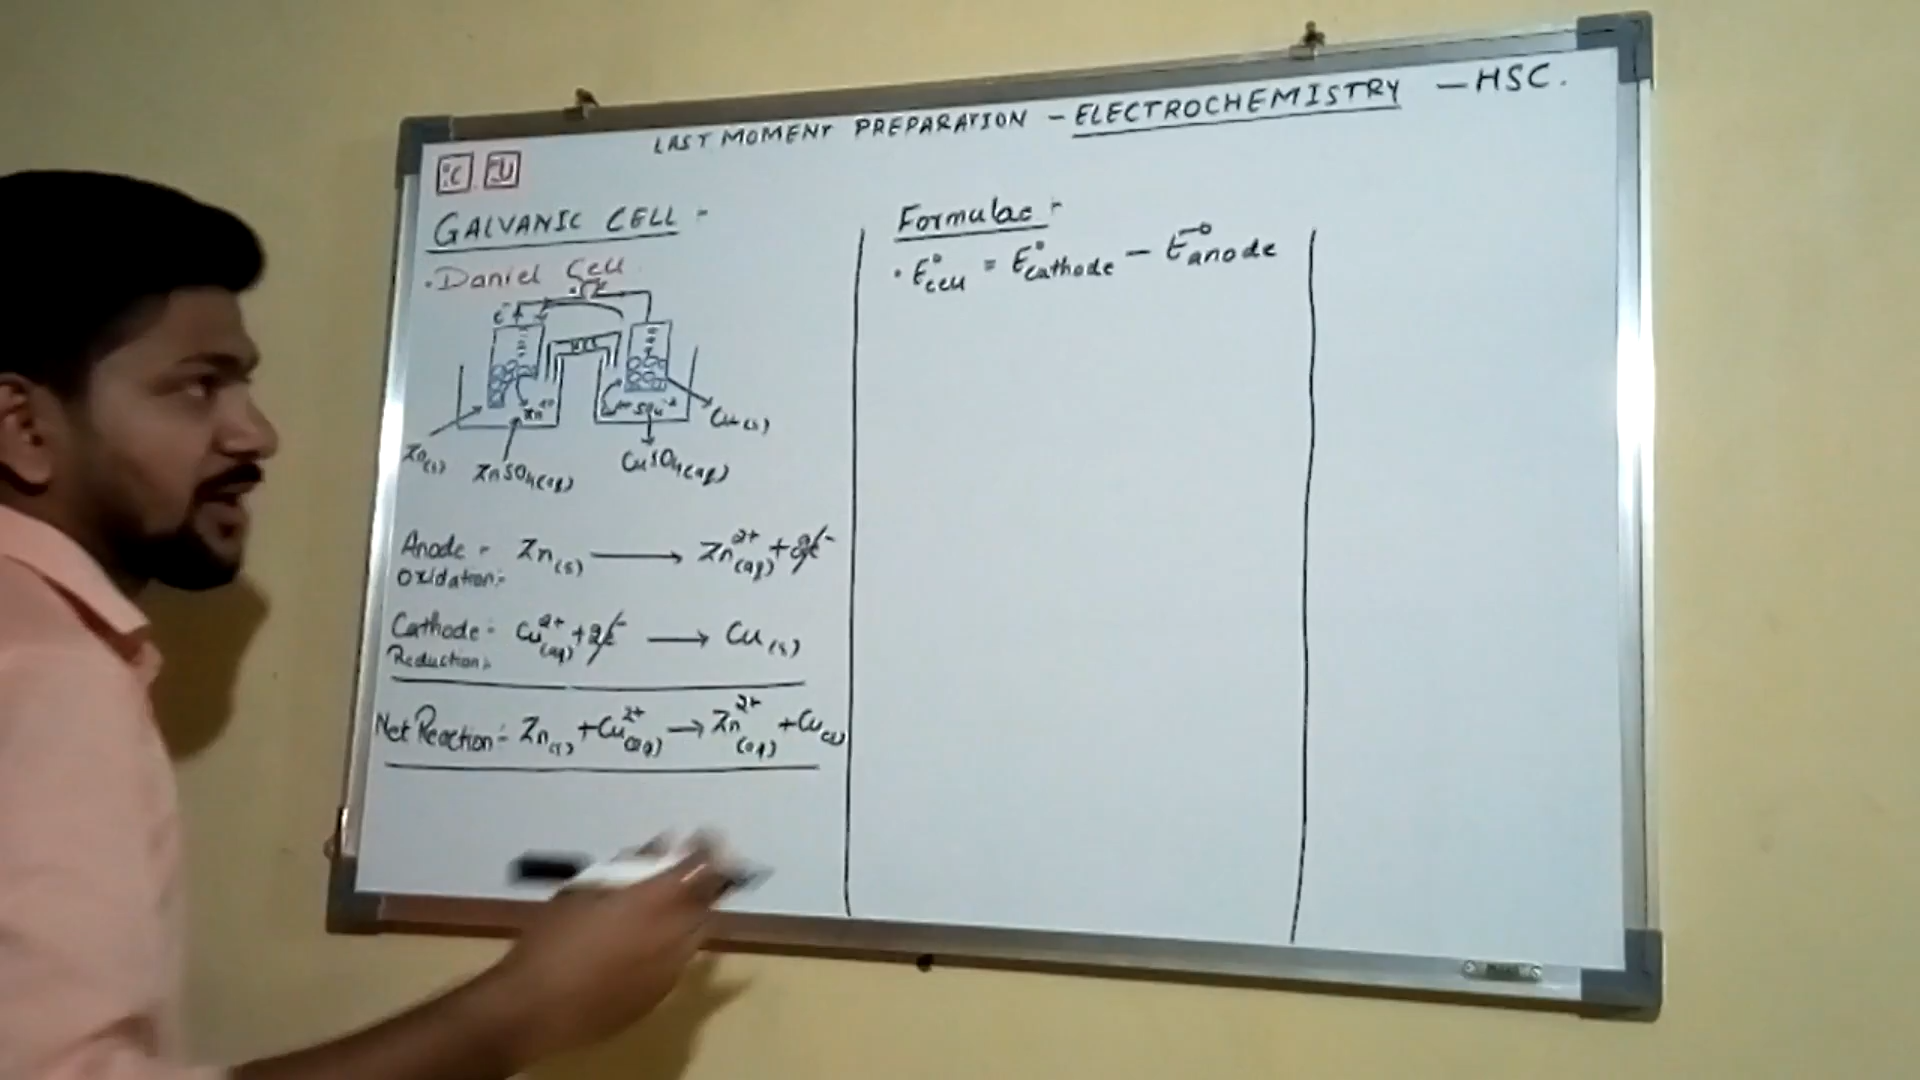 LAST MOMENT PREPARATION – ELECTROCHEMISTRY – HSC.
GALVANIC CELL -
• Daniel Cell
e⁻
Zn(s)
ZnSO₄(aq)
CuSO₄(aq)
Cu(s)
Anode - Zn(s) ⟶ Zn²⁺(aq) + 2e⁻
Oxidation:-
Cathode:- Cu²⁺(aq) + 2e⁻ ⟶ Cu(s)
Reduction:-
Net Reaction:- Zn(s) + Cu²⁺(aq) ⟶ Zn²⁺(aq) + Cu(s)
Formulae -
• E°cell = E°cathode – E°anode